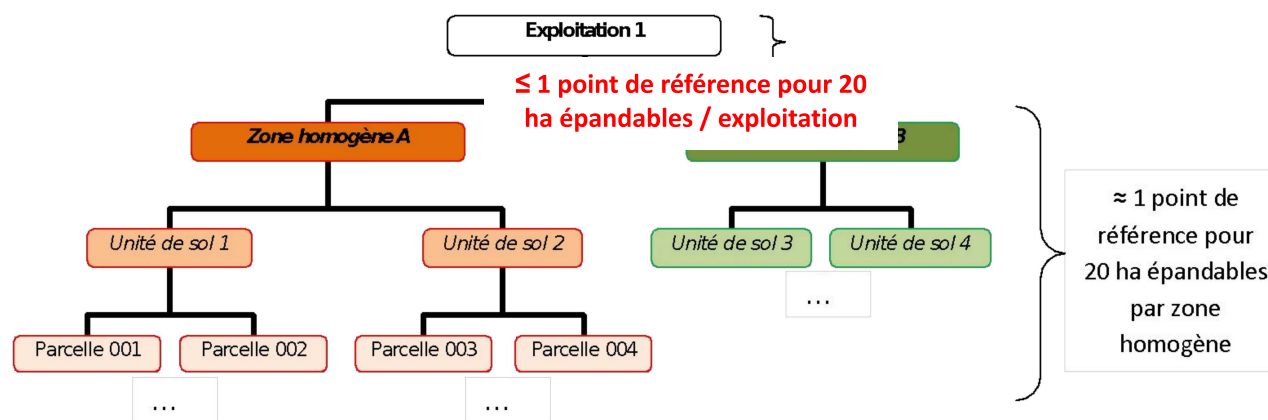 Exploitation 1
≤ 1 point de référence pour 20
ha épandables / exploitation
Zone homogène A
B
Unité de sol 1
Unité de sol 2
Unité de sol 3
Unité de sol 4
...
Parcelle 001
Parcelle 002
Parcelle 003
Parcelle 004
...
...
≈ 1 point de
référence pour
20 ha épandables
par zone
homogène